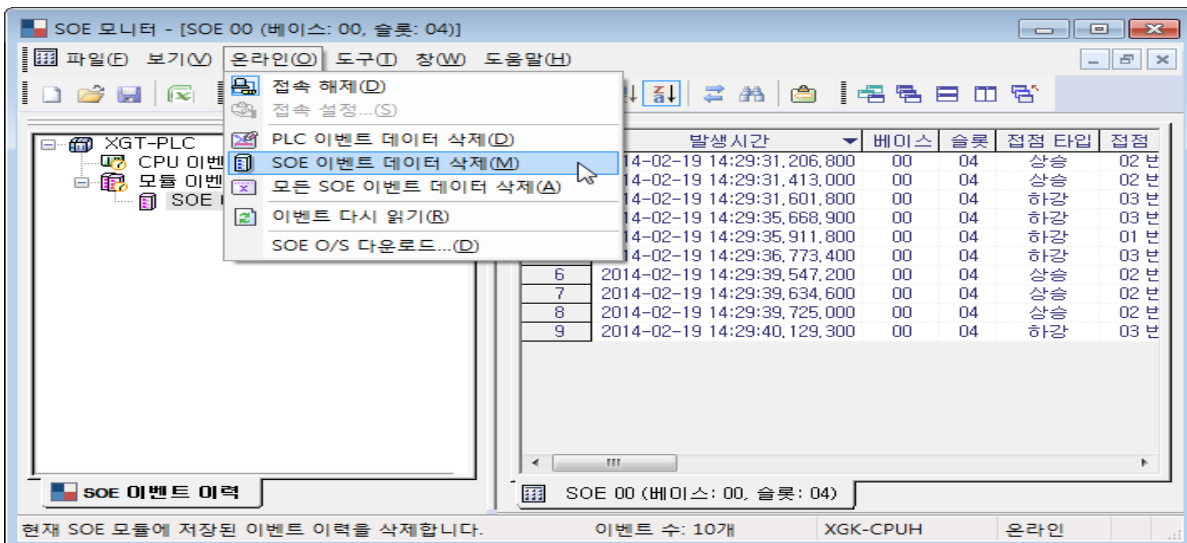 SOE 모니터 - [SOE 00 (베이스: 00, 슬롯: 04)]
파일(F) 보기(V) 온라인(O) 도구(T) 창(W) 도움말(H)
접속 해제(D)
접속 설정...(S)
PLC 이벤트 데이터 삭제(D)
SOE 이벤트 데이터 삭제(M)
모든 SOE 이벤트 데이터 삭제(A)
이벤트 다시 읽기(R)
SOE O/S 다운로드...(D)
XGT-PLC
CPU 이벤
모듈 이벤
SOE
발생시간 베이스 슬롯 접점 타입 접점
14-02-19 14:29:31,206,800 00 04 상승 02 번
14-02-19 14:29:31,413,000 00 04 상승 02 번
14-02-19 14:29:31,601,800 00 04 하강 03 번
14-02-19 14:29:35,668,900 00 04 하강 03 번
14-02-19 14:29:35,911,800 00 04 하강 01 번
14-02-19 14:29:36,773,400 00 04 하강 03 번
6 2014-02-19 14:29:39,547,200 00 04 상승 02 번
7 2014-02-19 14:29:39,634,600 00 04 상승 02 번
8 2014-02-19 14:29:39,725,000 00 04 상승 02 번
9 2014-02-19 14:29:40,129,300 00 04 하강 03 번
SOE 이벤트 이력
SOE 00 (베이스: 00, 슬롯: 04)
현재 SOE 모듈에 저장된 이벤트 이력을 삭제합니다. 이벤트 수: 10개 XGK-CPUH 온라인